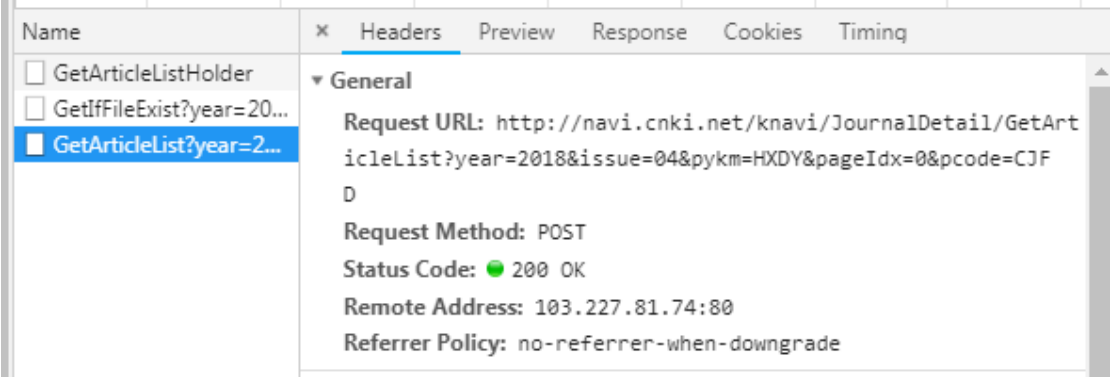 Name
× Headers Preview Response Cookies Timing
GetArticleListHolder
GetIfFileExist?year=20...
GetArticleList?year=2...
▼ General
Request URL: http://navi.cnki.net/knavi/JournalDetail/GetArt
icleList?year=2018&issue=04&pykm=HXDY&pageIdx=0&pcode=CJF
D
Request Method: POST
Status Code: 200 OK
Remote Address: 103.227.81.74:80
Referrer Policy: no-referrer-when-downgrade